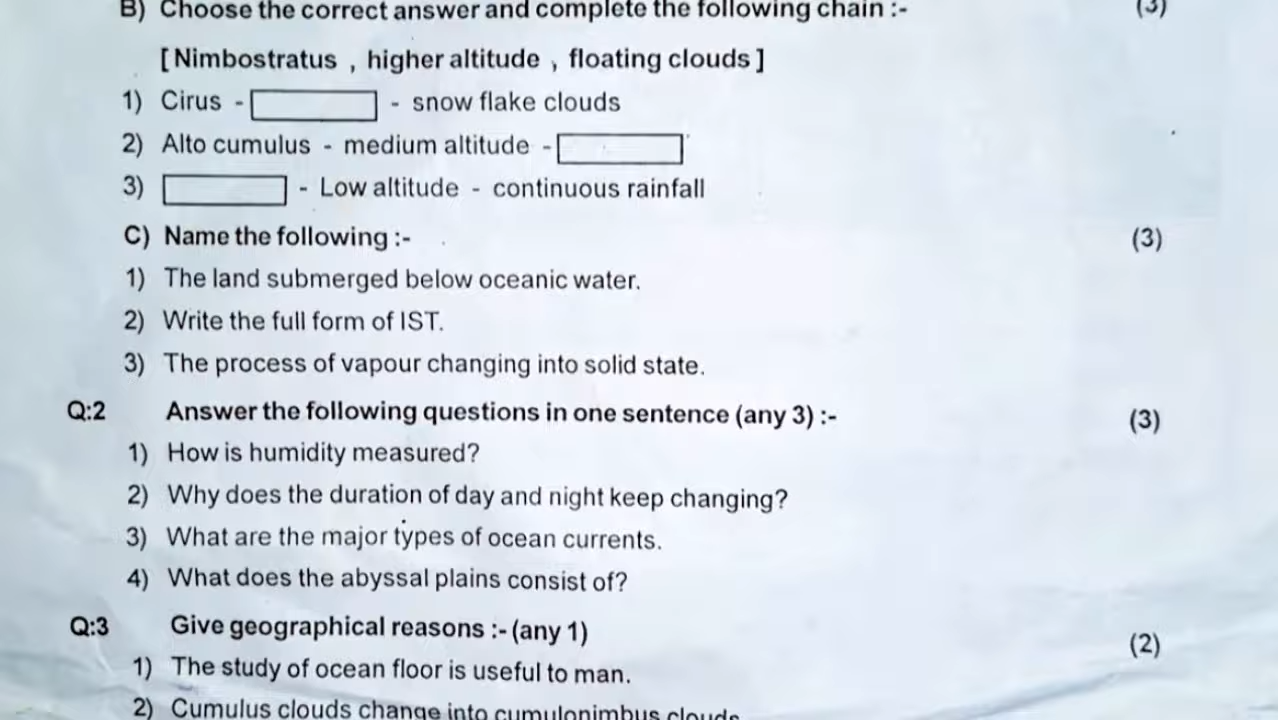 B) Choose the correct answer and complete the following chain :- (3)
[ Nimbostratus , higher altitude , floating clouds ]
1) Cirus - - snow flake clouds
2) Alto cumulus - medium altitude -
3) - Low altitude - continuous rainfall
C) Name the following :- (3)
1) The land submerged below oceanic water.
2) Write the full form of IST.
3) The process of vapour changing into solid state.
Q:2 Answer the following questions in one sentence (any 3) :- (3)
1) How is humidity measured?
2) Why does the duration of day and night keep changing?
3) What are the major types of ocean currents.
4) What does the abyssal plains consist of?
Q:3 Give geographical reasons :- (any 1) (2)
1) The study of ocean floor is useful to man.
2) Cumulus clouds change into cumulonimbus clouds